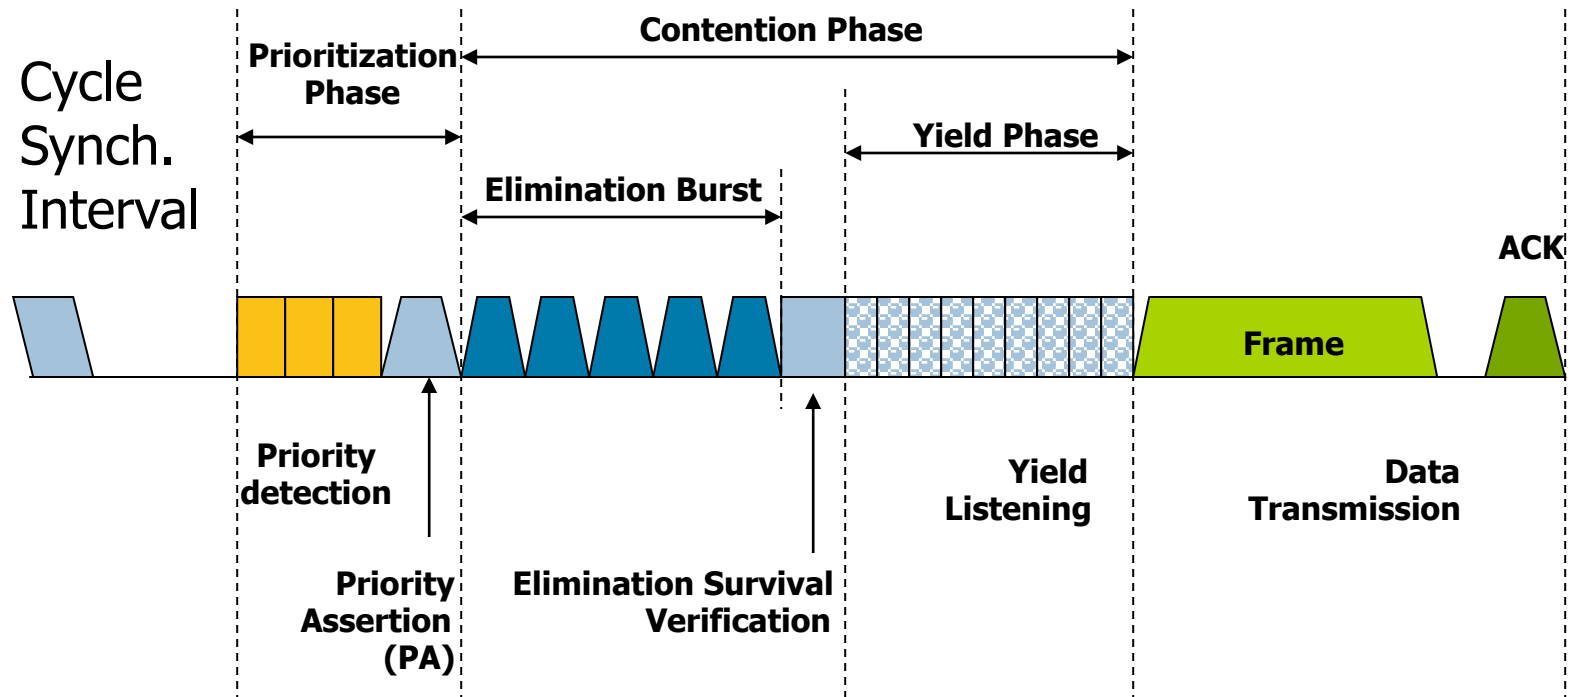 Cycle
Synch.
Interval
Prioritization
Phase
Contention Phase
Yield Phase
Elimination Burst
ACK
Frame
Priority
detection
Priority
Assertion
(PA)
Elimination Survival
Verification
Yield
Listening
Data
Transmission